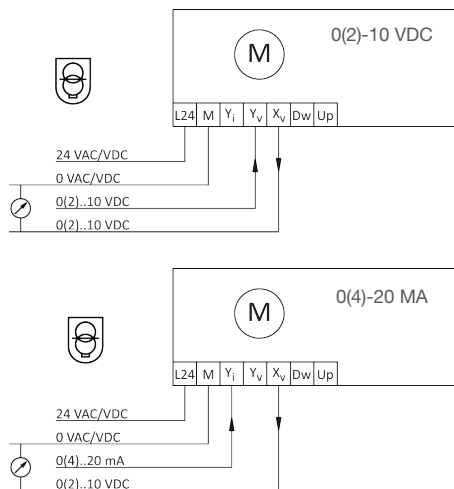 0(2)-10 VDC
M
L24 M Yi Yv Xv Dw Up
24 VAC/VDC
0 VAC/VDC
0(2)..10 VDC
0(2)..10 VDC
0(4)-20 MA
M
L24 M Yi Yv Xv Dw Up
24 VAC/VDC
0 VAC/VDC
0(4)..20 mA
0(2)..10 VDC